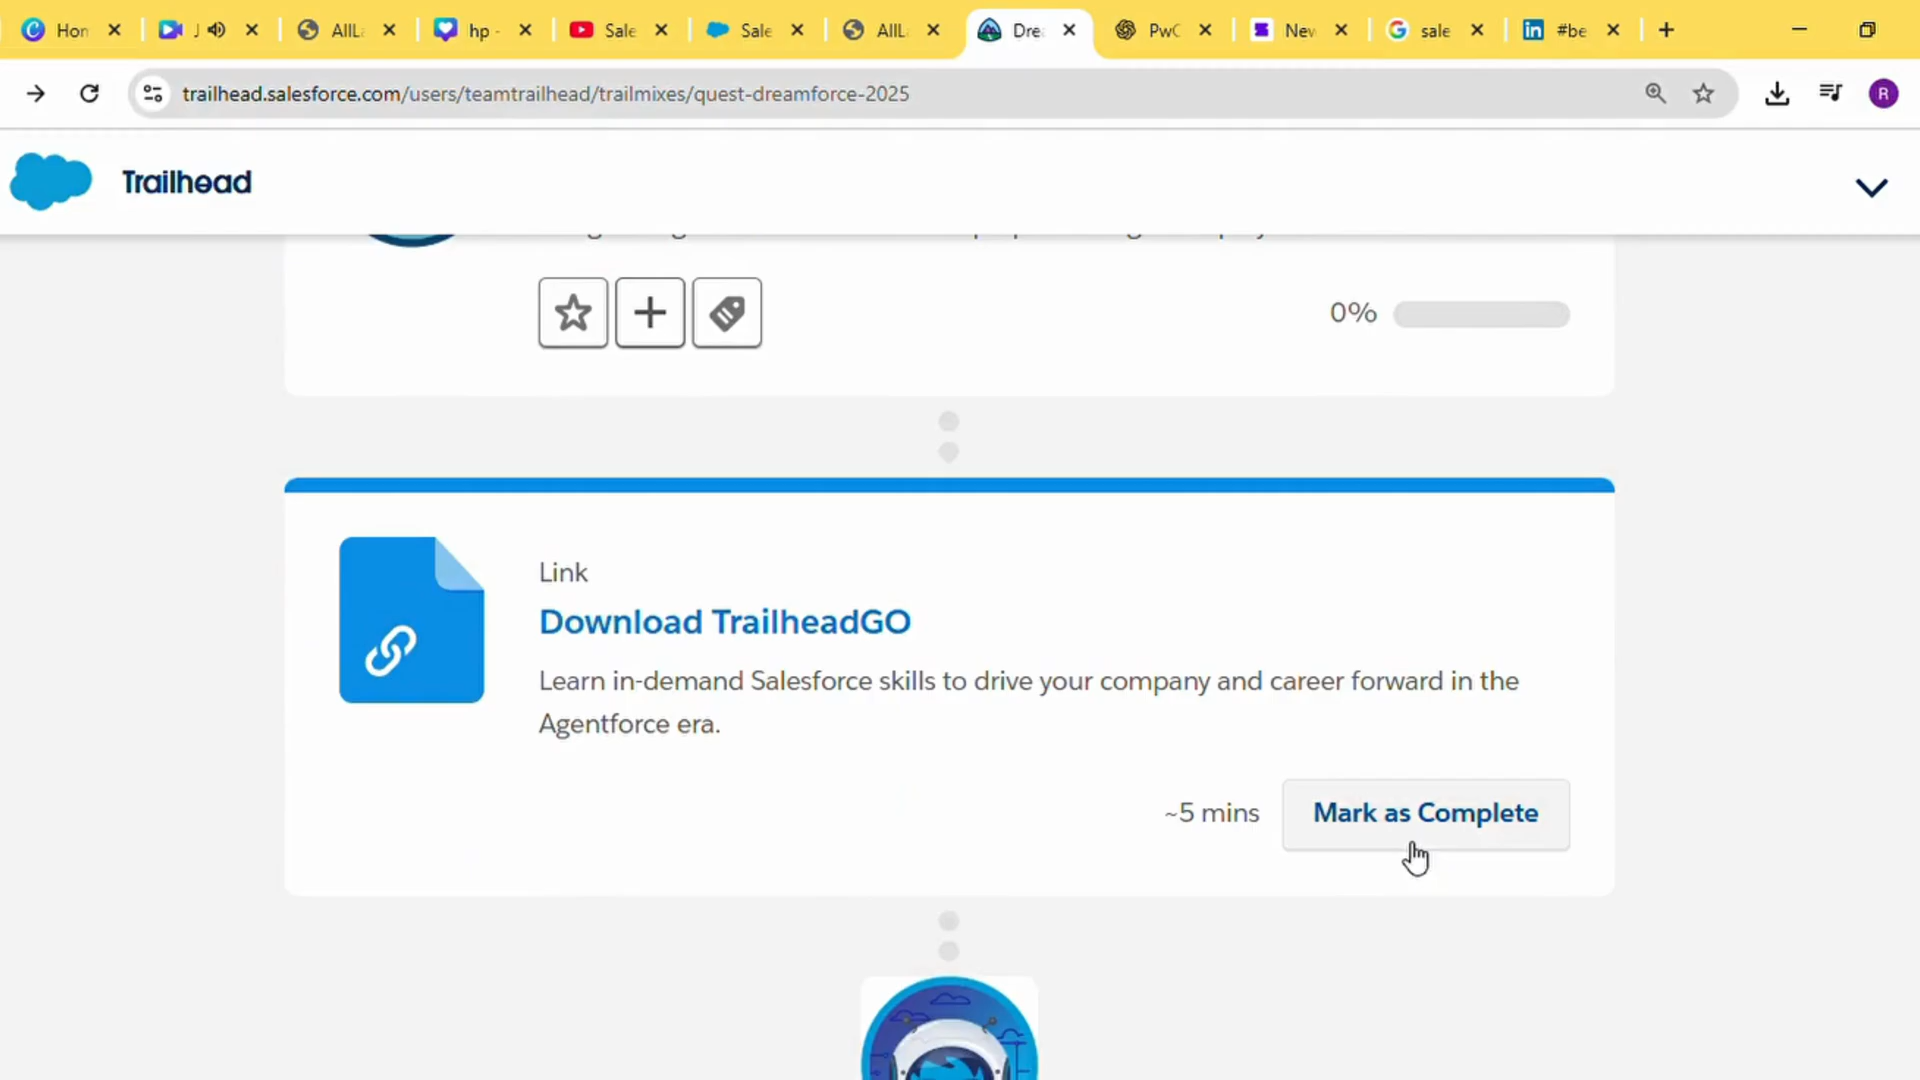 Hon
J
AllL
hp -
Sale
Sale
AllL
Dre
PwC
New
sale
#be
trailhead.salesforce.com/users/teamtrailhead/trailmixes/quest-dreamforce-2025
R
Trailhead
0%
Link
Download TrailheadGO
Learn in-demand Salesforce skills to drive your company and career forward in the
Agentforce era.
~5 mins
Mark as Complete